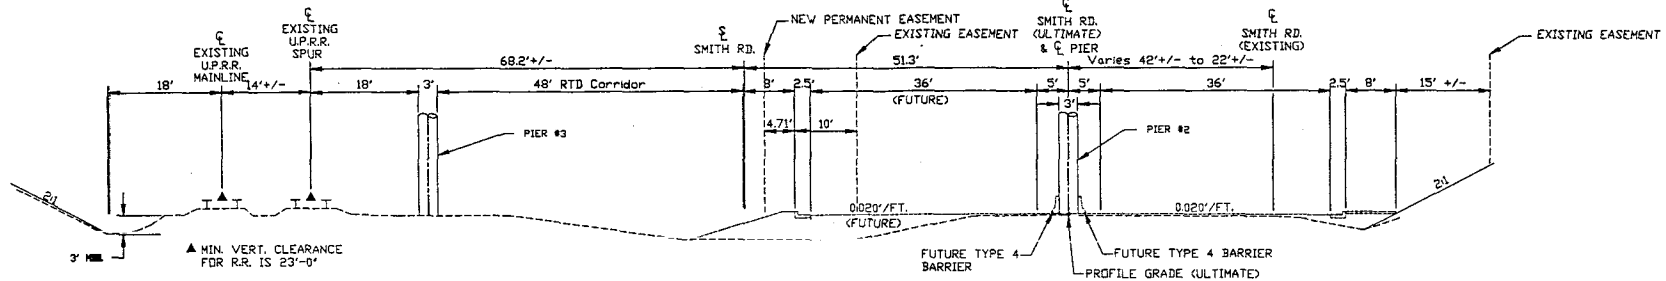 ℄
EXISTING
U.P.R.R.
MAINLINE
℄
EXISTING
U.P.R.R.
SPUR
SMITH RD.
NEW PERMANENT EASEMENT
EXISTING EASEMENT
℄
SMITH RD.
(ULTIMATE)
& ℄ PIER
℄
SMITH RD.
(EXISTING)
EXISTING EASEMENT
68.2'+/-
51.3'
Varies 42'+/- to 22'+/-
18'
14'+/-
18'
3'
48' RTD Corridor
8'
2.5'
36'
(FUTURE)
5'
5'
3'
36'
2.5'
8'
15' +/-
4.71'
10'
PIER #3
PIER #2
2:1
2:1
0.020'/FT.
(FUTURE)
0.020'/FT.
3'
▲ MIN. VERT. CLEARANCE
FOR R.R. IS 23'-0"
FUTURE TYPE 4
BARRIER
FUTURE TYPE 4 BARRIER
PROFILE GRADE (ULTIMATE)